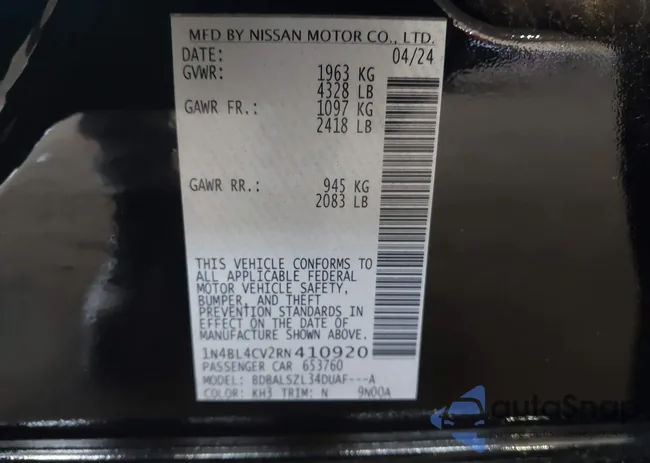 MFD BY NISSAN MOTOR CO., LTD.
DATE: 04/24
GVWR: 1963 KG
4328 LB
GAWR FR.: 1097 KG
2418 LB
GAWR RR.: 945 KG
2083 LB
THIS VEHICLE CONFORMS TO
ALL APPLICABLE FEDERAL
MOTOR VEHICLE SAFETY,
BUMPER, AND THEFT
PREVENTION STANDARDS IN
EFFECT ON THE DATE OF
MANUFACTURE SHOWN ABOVE.
1N4BL4CV2RN410920
PASSENGER CAR 653760
MODEL: BDBALSZL34DUAF---A
COLOR: KH3 TRIM: N 9N00A
autoSnap